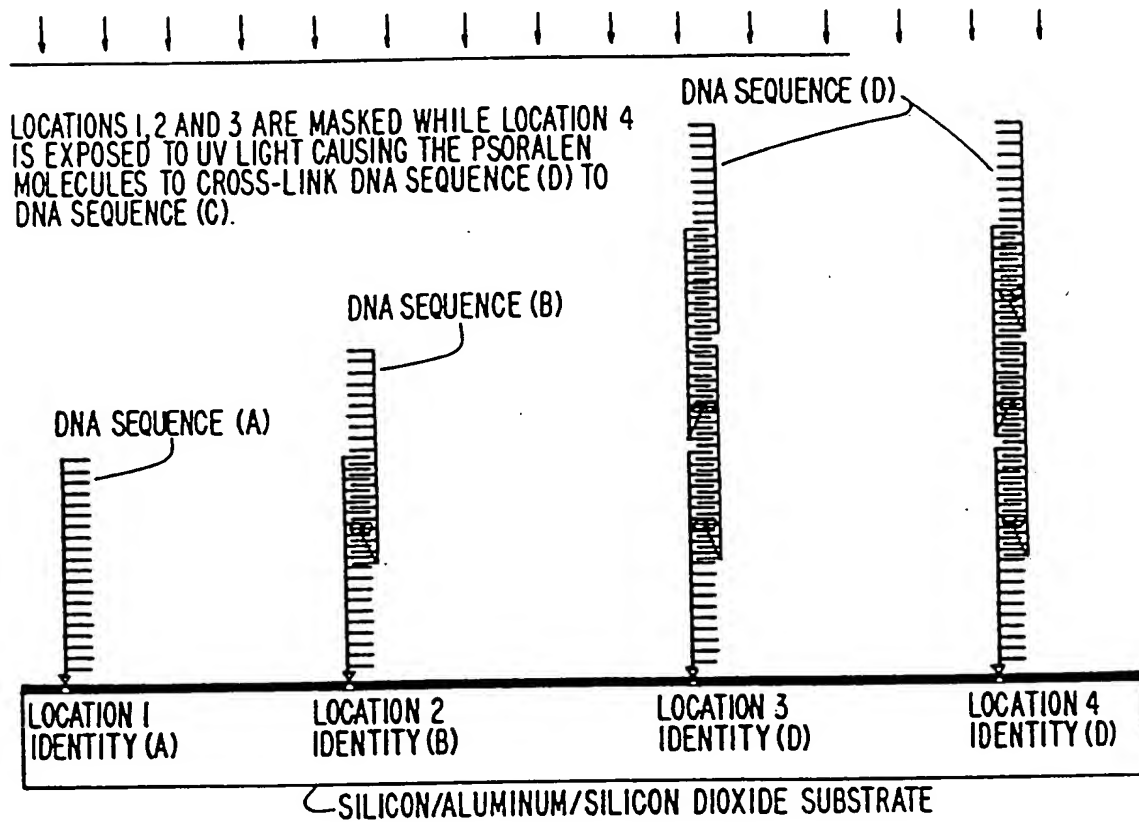 DNA SEQUENCE (D)
LOCATIONS 1, 2 AND 3 ARE MASKED WHILE LOCATION 4
IS EXPOSED TO UV LIGHT CAUSING THE PSORALEN
MOLECULES TO CROSS-LINK DNA SEQUENCE (D) TO
DNA SEQUENCE (C).
DNA SEQUENCE (B)
DNA SEQUENCE (A)
LOCATION 1
IDENTITY (A)
LOCATION 2
IDENTITY (B)
LOCATION 3
IDENTITY (D)
LOCATION 4
IDENTITY (D)
SILICON/ALUMINUM/SILICON DIOXIDE SUBSTRATE